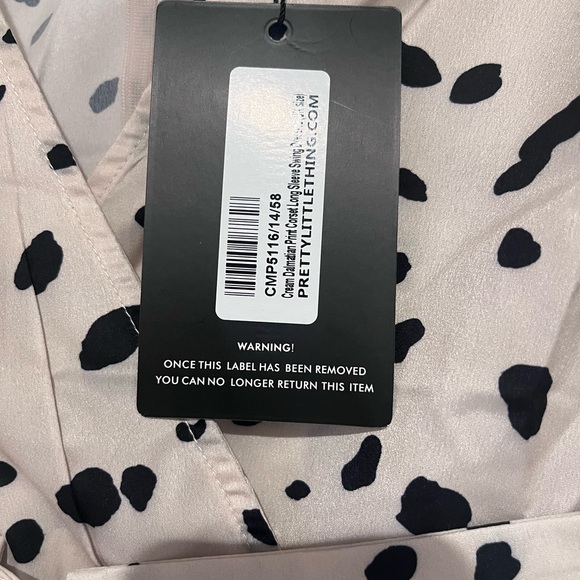 CMP5116/14/58
Cream Dalmatian Print Corset Long Sleeve Swing
PRETTYLITTLETHING.COM
WARNING!
ONCE THIS LABEL HAS BEEN REMOVED
YOU CAN NO LONGER RETURN THIS ITEM